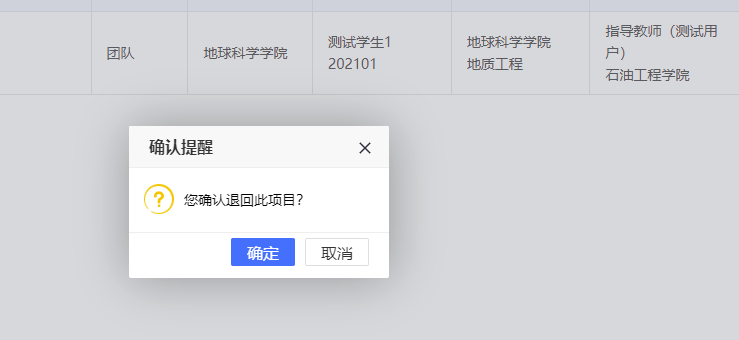 团队
地球科学学院
测试学生1
202101
地球科学学院
地质工程
指导教师（测试用
户）
石油工程学院
确认提醒
您确认退回此项目?
确定
取消